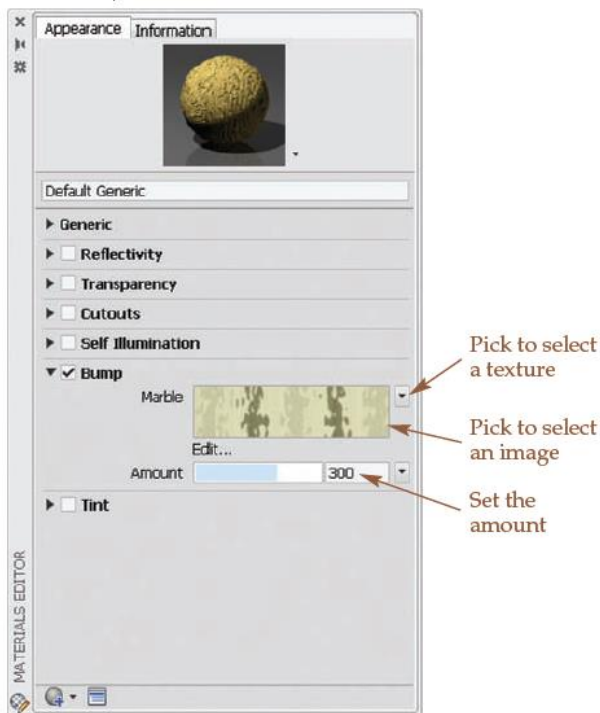 Appearance Information
Default Generic
Generic
Reflectivity
Transparency
Cutouts
Self Illumination
Bump
Marble
Edit...
Amount 300
Tint
MATERIALS EDITOR
Pick to select
a texture
Pick to select
an image
Set the
amount